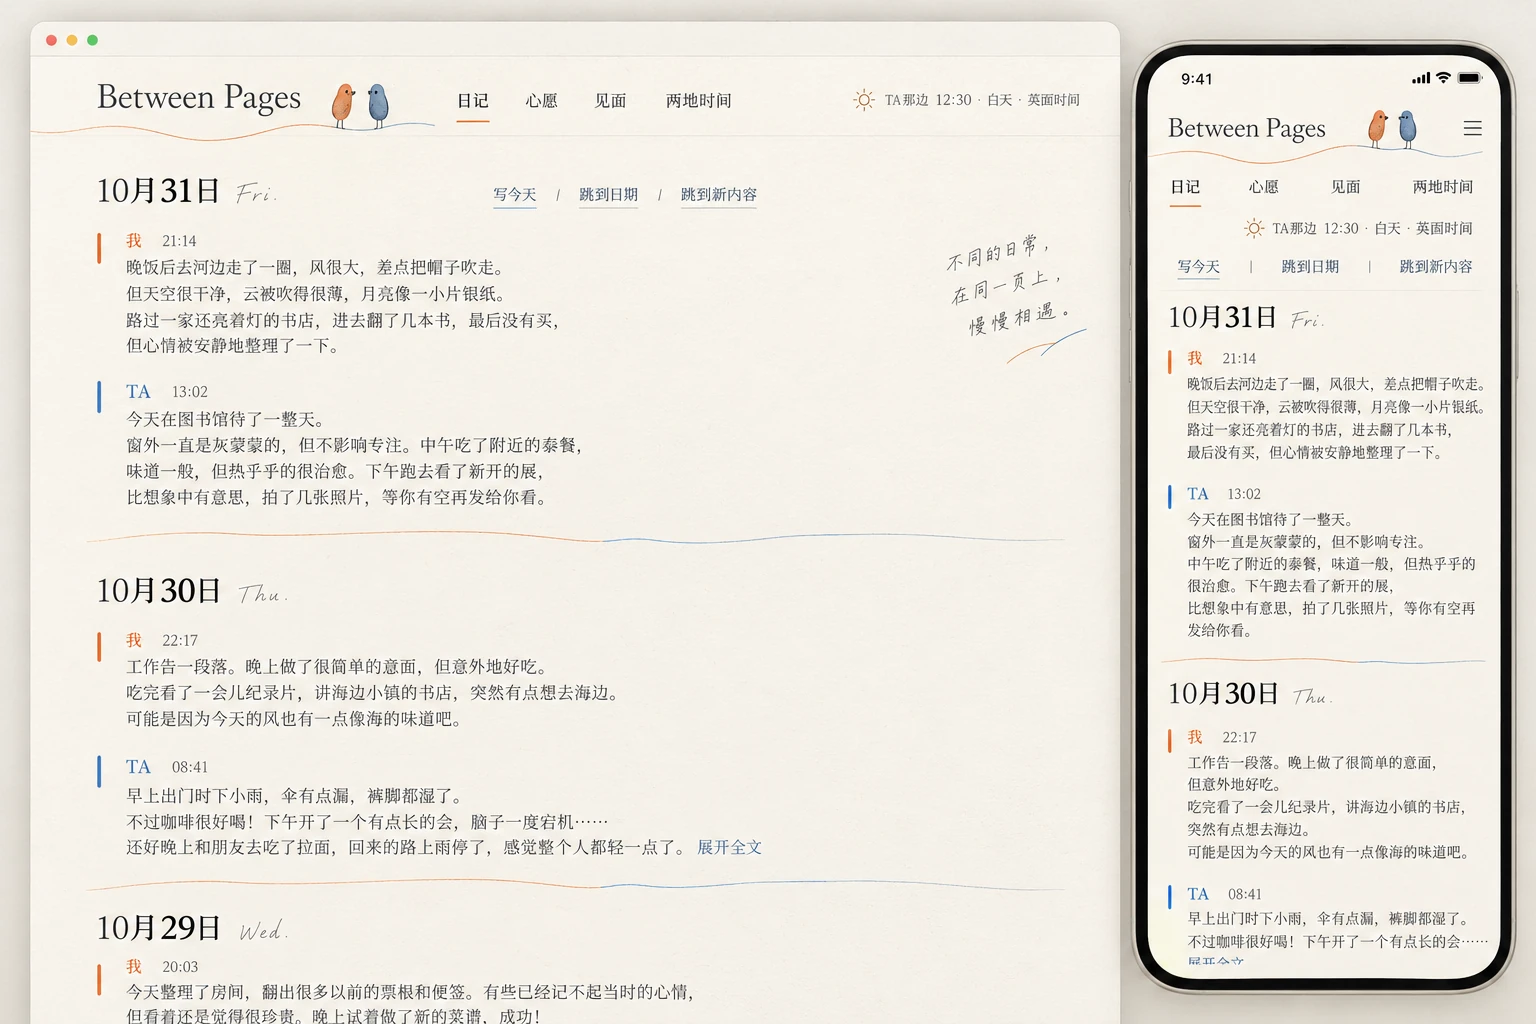 Between Pages
日记 心愿 见面 两地时间
TA那边 12:30 · 白天 · 英面时间
10月31日 Fri.
写今天 / 跳到日期 / 跳到新内容
我 21:14
晚饭后去河边走了一圈，风很大，差点把帽子吹走。
但天空很干净，云被吹得很薄，月亮像一小片银纸。
路过一家还亮着灯的书店，进去翻了几本书，最后没有买，
但心情被安静地整理了一下。
不同的日常，
在同一页上，
慢慢相遇。
TA 13:02
今天在图书馆待了一整天。
窗外一直是灰蒙蒙的，但不影响专注。中午吃了附近的泰餐，
味道一般，但热乎乎的很治愈。下午跑去看了新开的展，
比想象中有意思，拍了几张照片，等你有空再发给你看。
10月30日 Thu.
我 22:17
工作告一段落。晚上做了很简单的意面，但意外地好吃。
吃完看了一会儿纪录片，讲海边小镇的书店，突然有点想去海边。
可能是因为今天的风也有一点像海的味道吧。
TA 08:41
早上出门时下小雨，伞有点漏，裤脚都湿了。
不过咖啡很好喝！下午开了一个有点长的会，脑子一度宕机……
还好晚上和朋友去吃了拉面，回来的路上雨停了，感觉整个人都轻一点了。 展开全文
10月29日 Wed.
我 20:03
今天整理了房间，翻出很多以前的票根和便签。有些已经记不起当时的心情，
但看着还是觉得很珍贵。晚上试着做了新的菜谱，成功！
9:41
Between Pages
日记 心愿 见面 两地时间
TA那边 12:30 · 白天 · 英面时间
写今天 | 跳到日期 | 跳到新内容
10月31日 Fri.
我 21:14
晚饭后去河边走了一圈，风很大，差点把帽子吹走。
但天空很干净，云被吹得很薄，月亮像一小片银纸。
路过一家还亮着灯的书店，进去翻了几本书，
最后没有买，但心情被安静地整理了一下。
TA 13:02
今天在图书馆待了一整天。
窗外一直是灰蒙蒙的，但不影响专注。
中午吃了附近的泰餐，味道一般，但热乎乎的
很治愈。下午跑去看了新开的展，
比想象中有意思，拍了几张照片，等你有空再
发给你看。
10月30日 Thu.
我 22:17
工作告一段落。晚上做了很简单的意面，
但意外地好吃。
吃完看了一会儿纪录片，讲海边小镇的书店，
突然有点想去海边。
可能是因为今天的风也有一点像海的味道吧。
TA 08:41
早上出门时下小雨，伞有点漏，裤脚都湿了。
不过咖啡很好喝！下午开了一个有点长的会……
展开全文